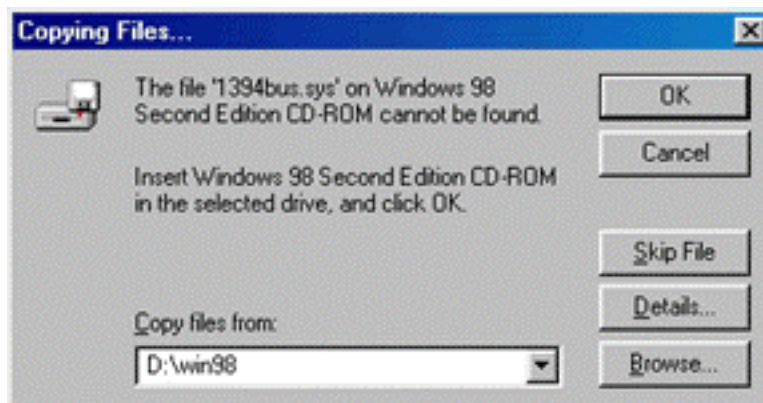 Copying Files...
The file '1394bus.sys' on Windows 98
Second Edition CD-ROM cannot be found.
Insert Windows 98 Second Edition CD-ROM
in the selected drive, and click OK.
Copy files from:
D:\win98
OK
Cancel
Skip File
Details...
Browse...